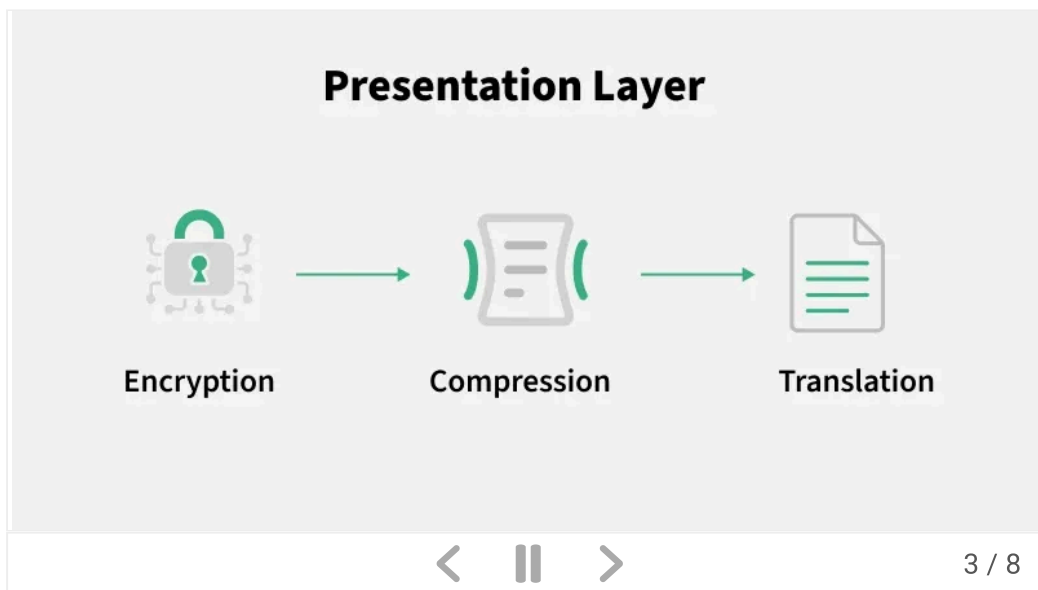 Presentation Layer
Encryption
Compression
Translation
3 / 8